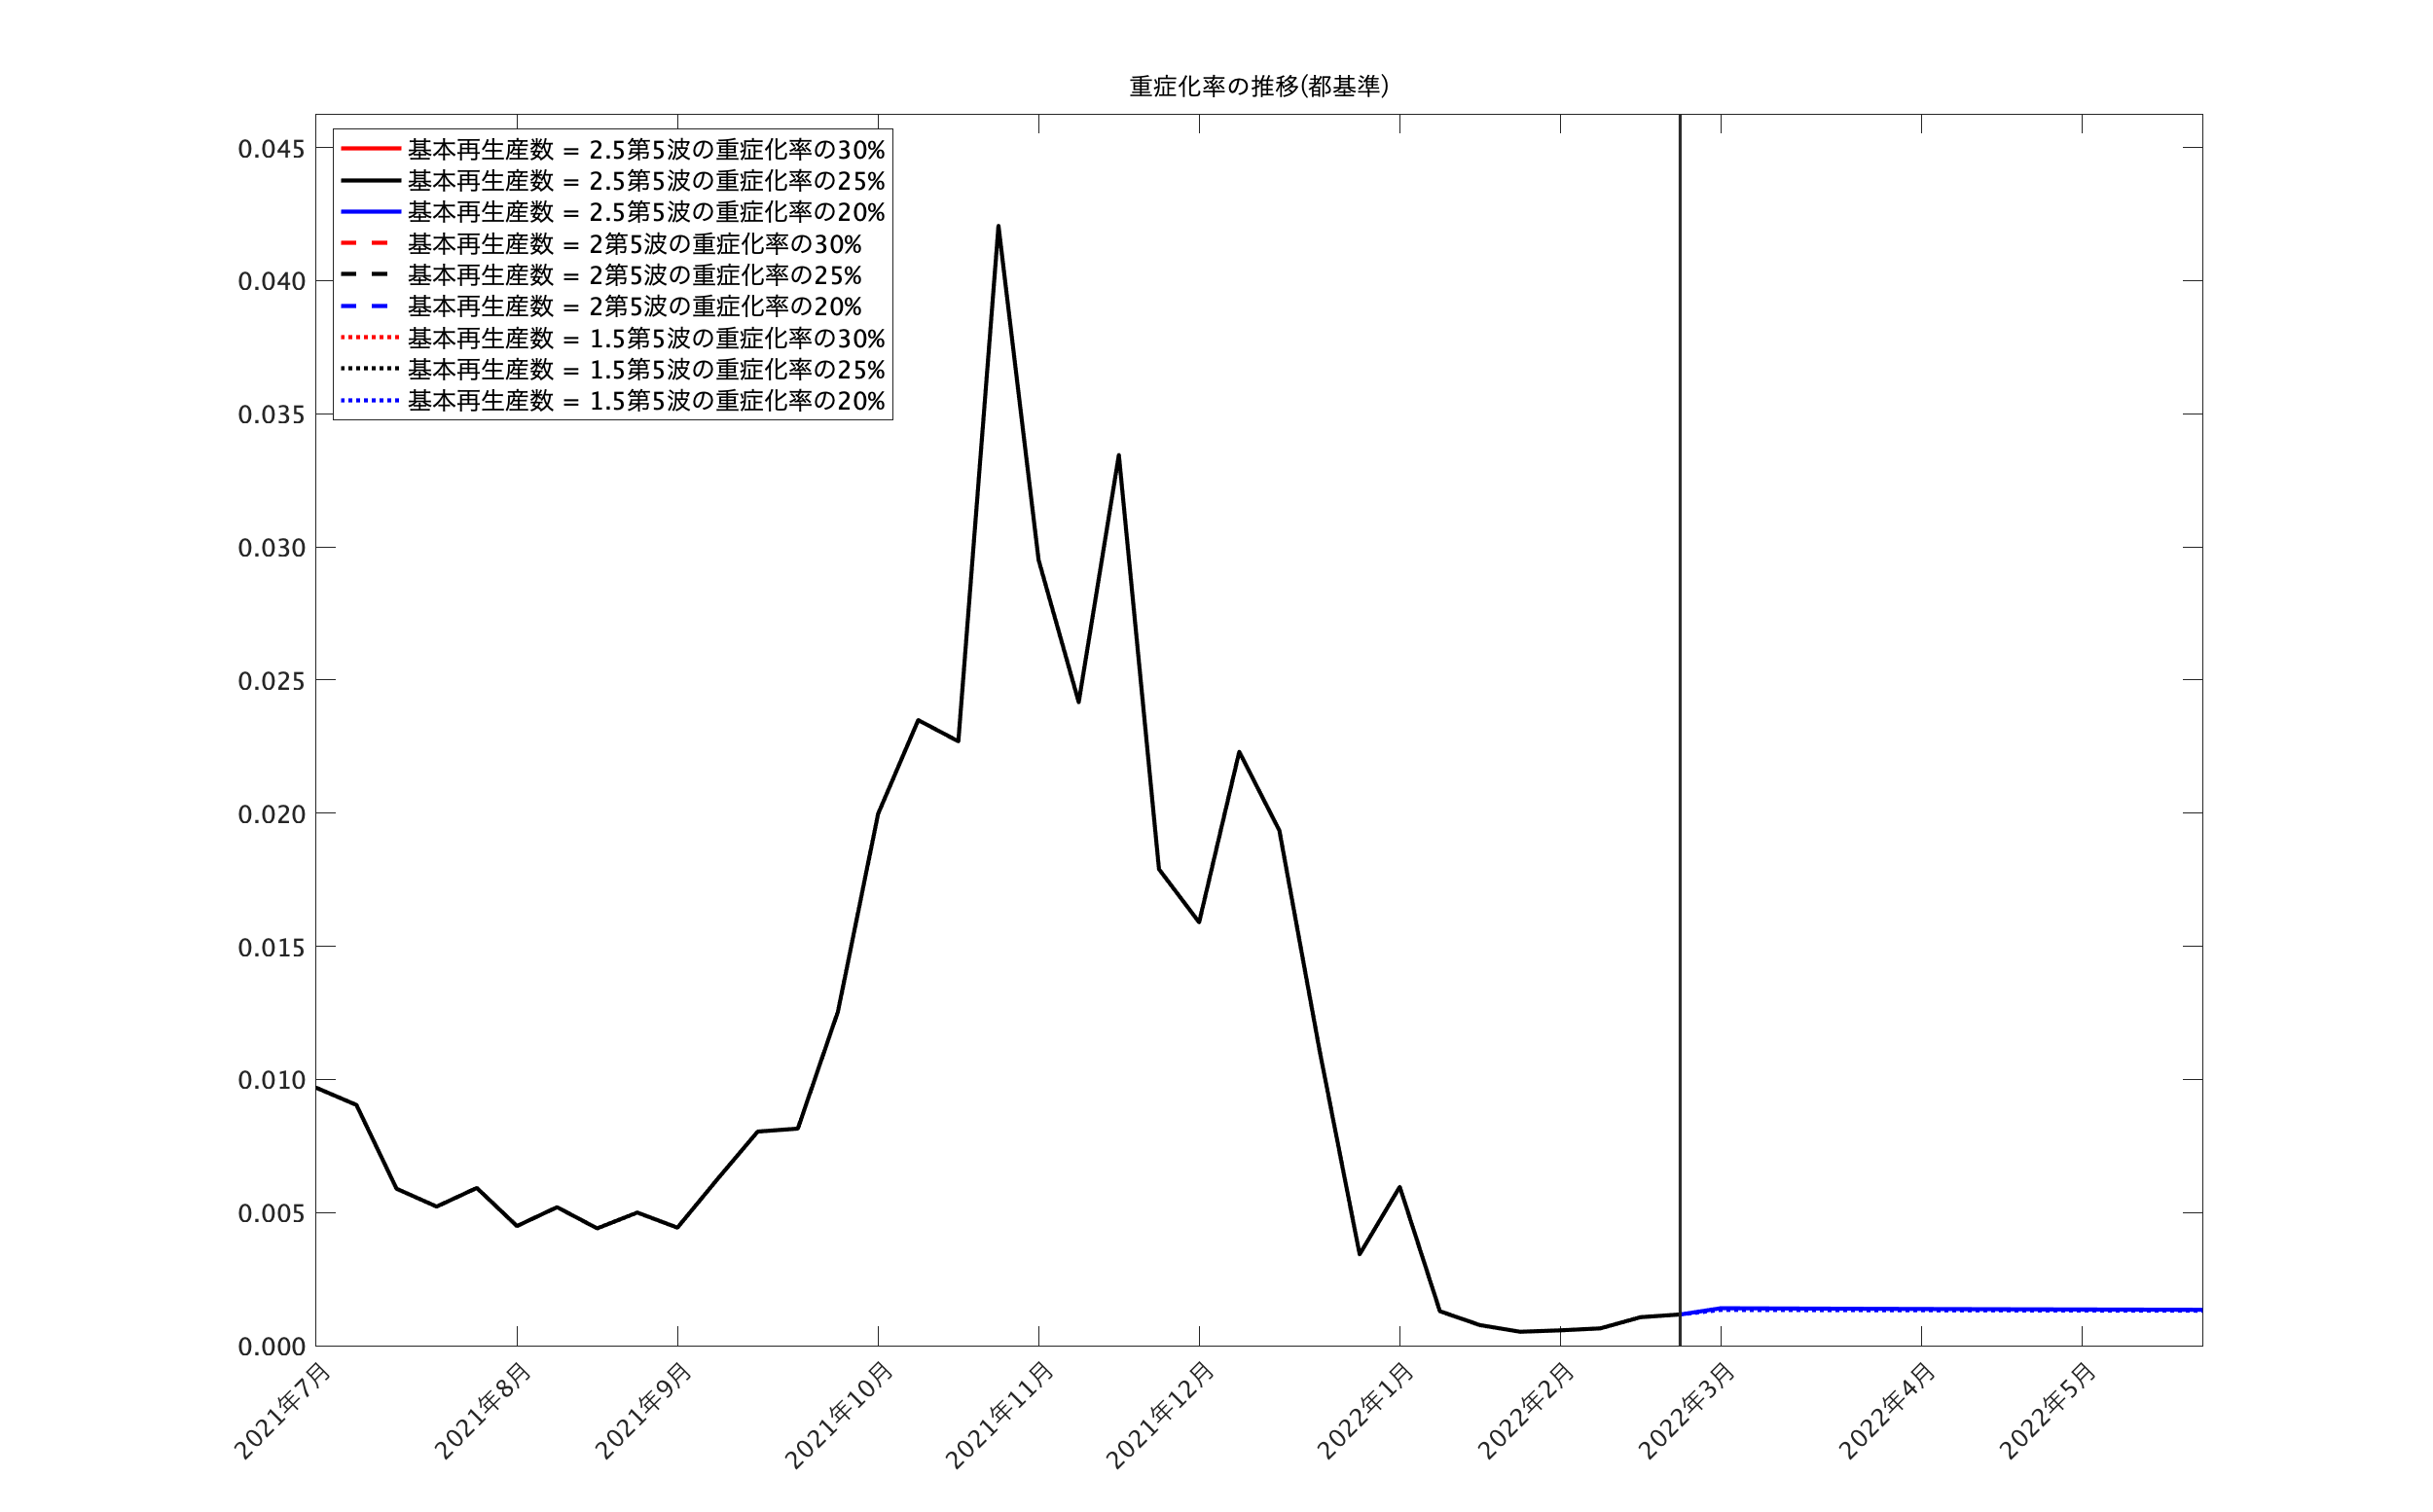 重症化率の推移(都基準)
基本再生産数 = 2.5第5波の重症化率の30%
基本再生産数 = 2.5第5波の重症化率の25%
基本再生産数 = 2.5第5波の重症化率の20%
基本再生産数 = 2第5波の重症化率の30%
基本再生産数 = 2第5波の重症化率の25%
基本再生産数 = 2第5波の重症化率の20%
基本再生産数 = 1.5第5波の重症化率の30%
基本再生産数 = 1.5第5波の重症化率の25%
基本再生産数 = 1.5第5波の重症化率の20%
0.045
0.040
0.035
0.030
0.025
0.020
0.015
0.010
0.005
0.000
2021年7月
2021年8月
2021年9月
2021年10月
2021年11月
2021年12月
2022年1月
2022年2月
2022年3月
2022年4月
2022年5月